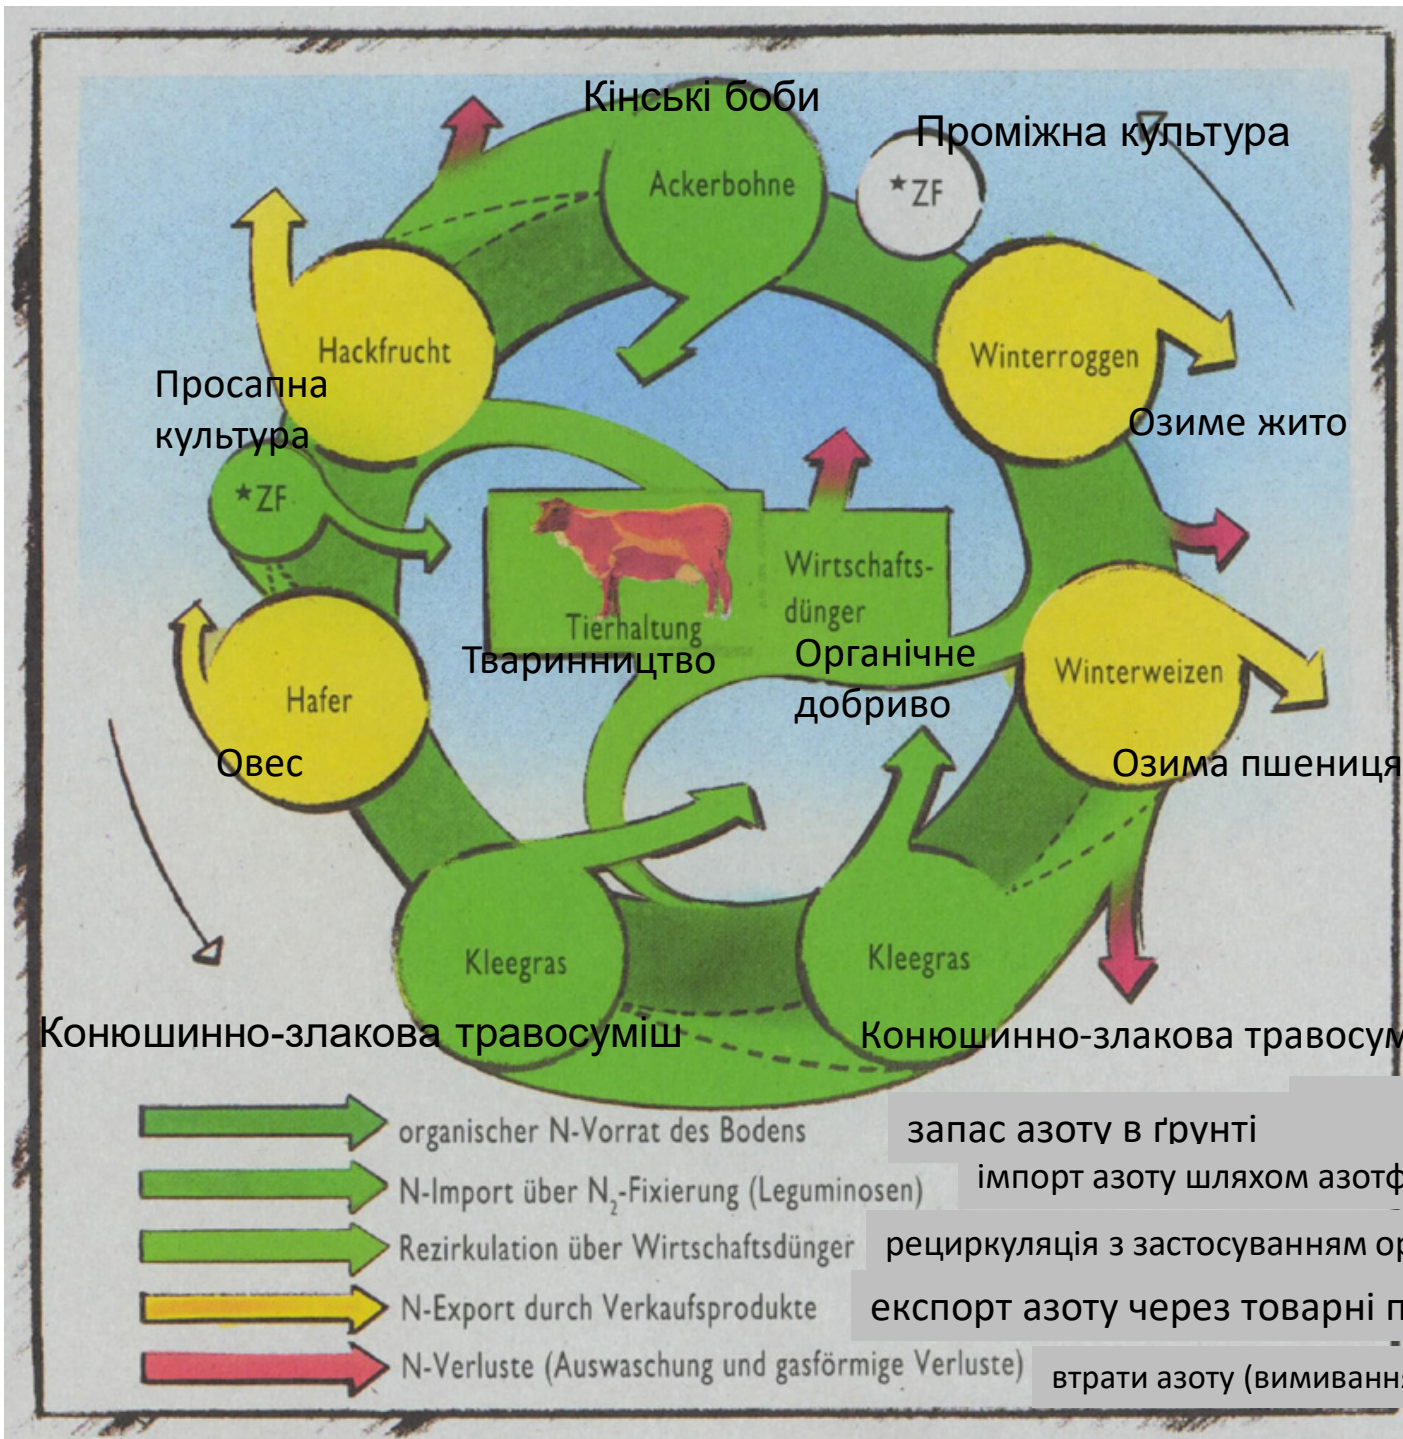 Кінські боби
Проміжна культура
Ackerbohne
★ZF
Hackfrucht
Winterroggen
Просапна
культура
Озиме жито
★ZF
Wirtschafts-
dünger
Tierhaltung
Тваринництво
Органічне
добриво
Winterweizen
Hafer
Овес
Озима пшениця
Kleegras
Kleegras
Конюшинно-злакова травосуміш
Конюшинно-злакова травосум
organischer N-Vorrat des Bodens
запас азоту в ґрунті
N-Import über N₂-Fixierung (Leguminosen)
імпорт азоту шляхом азотф
Rezirkulation über Wirtschaftsdünger
рециркуляція з застосуванням ор
N-Export durch Verkaufsprodukte
експорт азоту через товарні п
N-Verluste (Auswaschung und gasförmige Verluste)
втрати азоту (вимивання